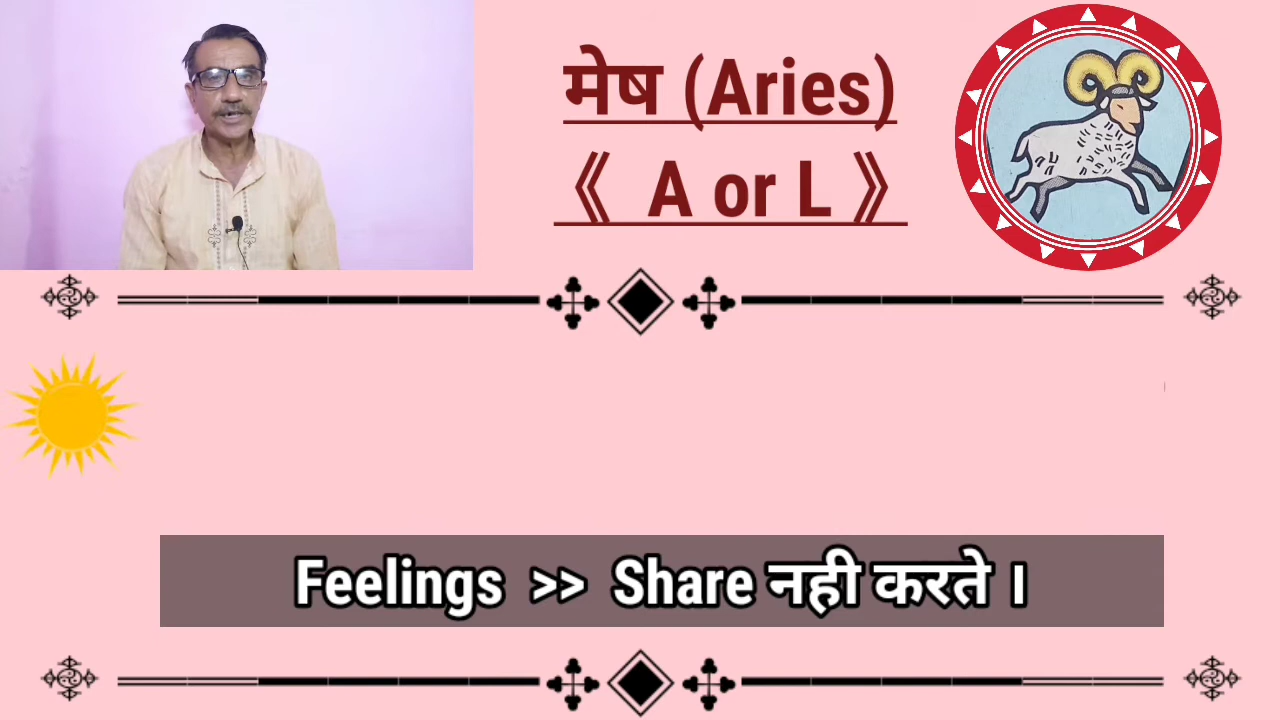 मेष (Aries)
《 A or L 》
Feelings >> Share नही करते ।